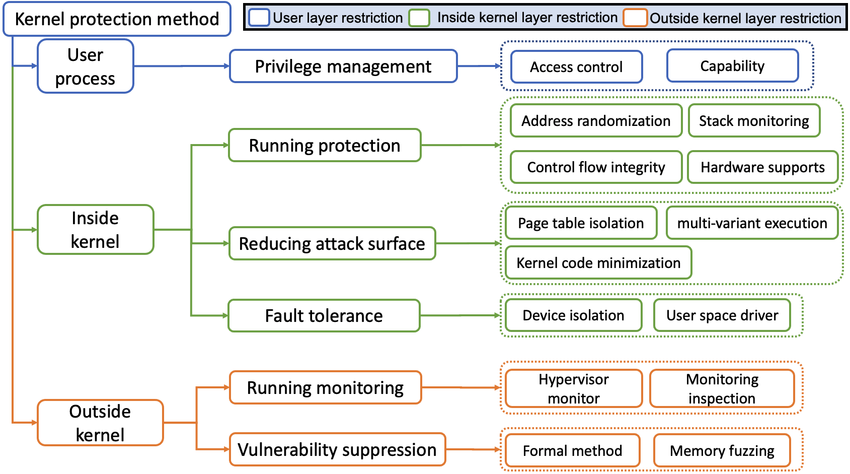 Kernel protection method
User layer restriction
Inside kernel layer restriction
Outside kernel layer restriction
User
process
Privilege management
Access control
Capability
Inside
kernel
Running protection
Address randomization
Stack monitoring
Control flow integrity
Hardware supports
Reducing attack surface
Page table isolation
multi-variant execution
Kernel code minimization
Fault tolerance
Device isolation
User space driver
Outside
kernel
Running monitoring
Hypervisor
monitor
Monitoring
inspection
Vulnerability suppression
Formal method
Memory fuzzing